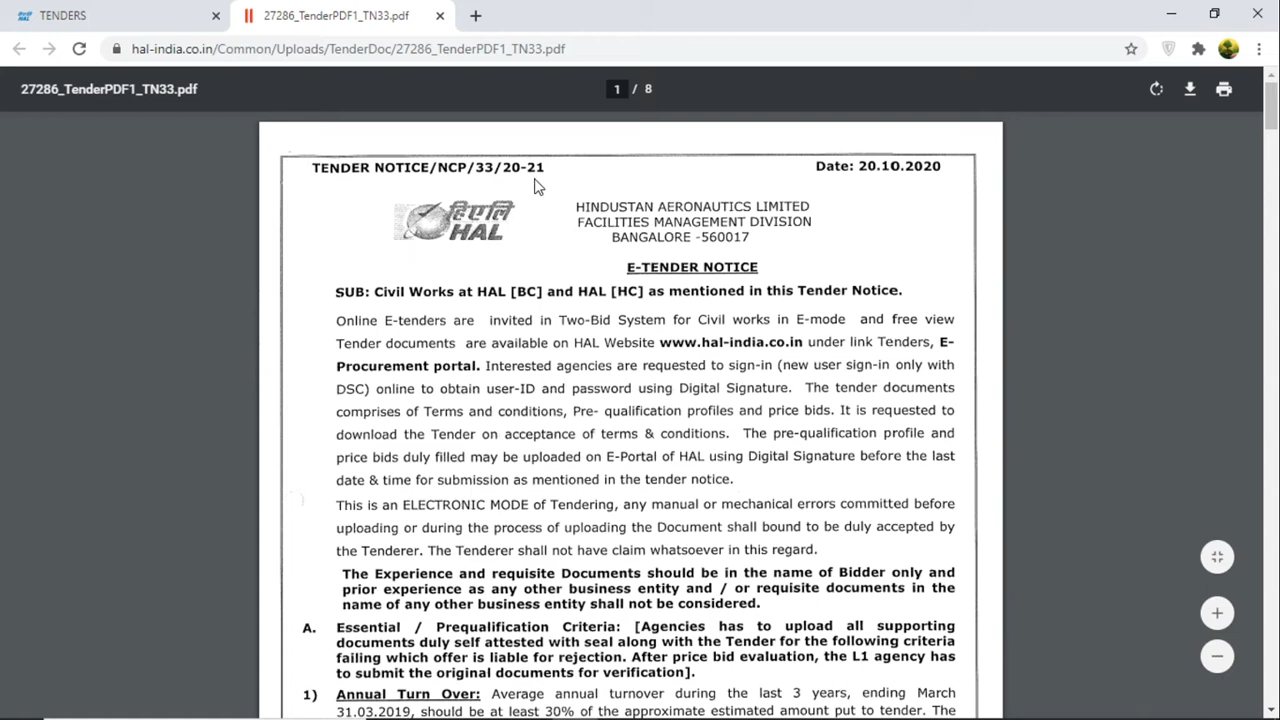 TENDERS
27286_TenderPDF1_TN33.pdf
hal-india.co.in/Common/Uploads/TenderDoc/27286_TenderPDF1_TN33.pdf
27286_TenderPDF1_TN33.pdf
1 / 8
TENDER NOTICE/NCP/33/20-21 Date: 20.10.2020
हिएलि
HAL
HINDUSTAN AERONAUTICS LIMITED
FACILITIES MANAGEMENT DIVISION
BANGALORE -560017
E-TENDER NOTICE
SUB: Civil Works at HAL [BC] and HAL [HC] as mentioned in this Tender Notice.
Online E-tenders are invited in Two-Bid System for Civil works in E-mode and free view
Tender documents are available on HAL Website www.hal-india.co.in under link Tenders, E-
Procurement portal. Interested agencies are requested to sign-in (new user sign-in only with
DSC) online to obtain user-ID and password using Digital Signature. The tender documents
comprises of Terms and conditions, Pre- qualification profiles and price bids. It is requested to
download the Tender on acceptance of terms & conditions. The pre-qualification profile and
price bids duly filled may be uploaded on E-Portal of HAL using Digital Signature before the last
date & time for submission as mentioned in the tender notice.
This is an ELECTRONIC MODE of Tendering, any manual or mechanical errors committed before
uploading or during the process of uploading the Document shall bound to be duly accepted by
the Tenderer. The Tenderer shall not have claim whatsoever in this regard.
The Experience and requisite Documents should be in the name of Bidder only and
prior experience as any other business entity and / or requisite documents in the
name of any other business entity shall not be considered.
A. Essential / Prequalification Criteria: [Agencies has to upload all supporting
documents duly self attested with seal along with the Tender for the following criteria
failing which offer is liable for rejection. After price bid evaluation, the L1 agency has
to submit the original documents for verification].
1) Annual Turn Over: Average annual turnover during the last 3 years, ending March
31.03.2019, should be at least 30% of the approximate estimated amount put to tender. The